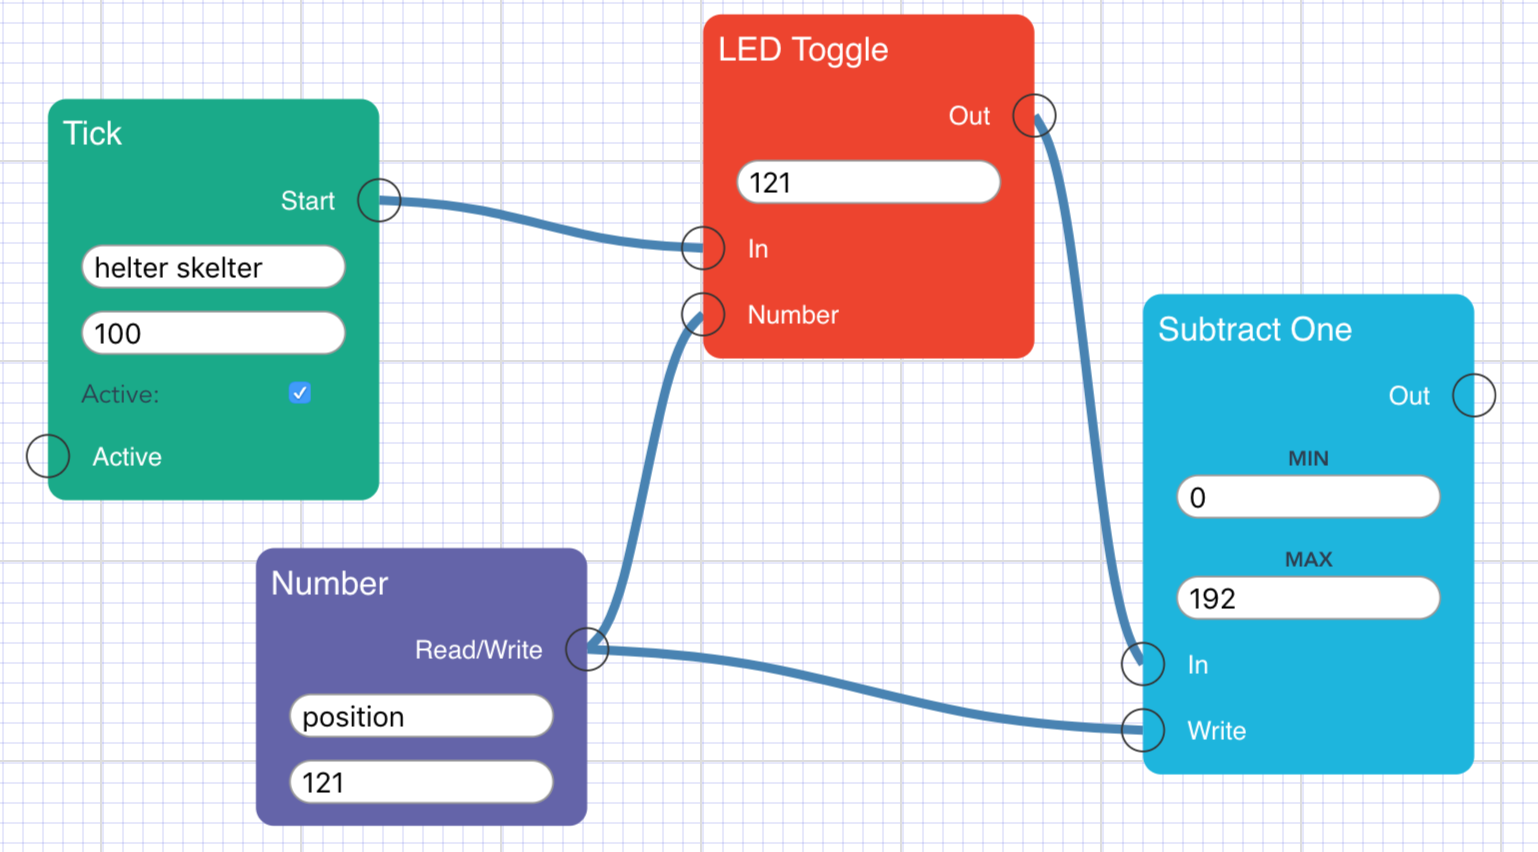 Tick
Start
helter skelter
100
Active:
Active
LED Toggle
Out
121
In
Number
Number
Read/Write
position
121
Subtract One
Out
MIN
0
MAX
192
In
Write